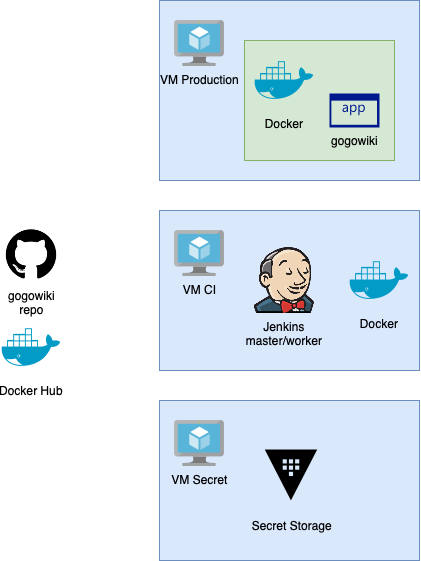 VM Production
Docker
app
gogowiki
VM CI
Jenkins
master/worker
Docker
gogowiki
repo
Docker Hub
VM Secret
Secret Storage